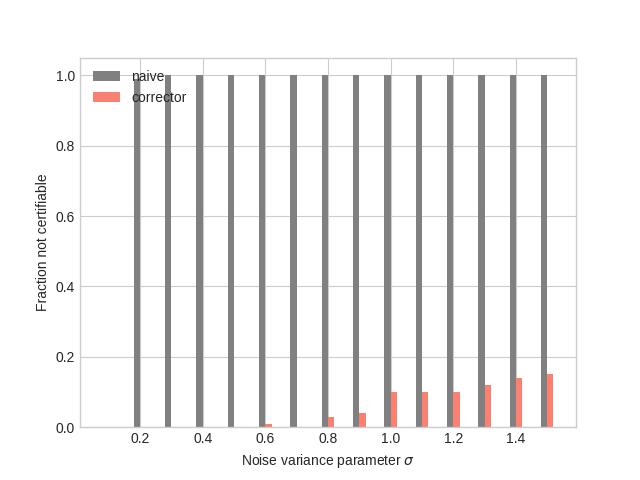 naive
corrector
1.0
0.8
0.6
0.4
0.2
0.0
Fraction not certifiable
0.2 0.4 0.6 0.8 1.0 1.2 1.4
Noise variance parameter σ